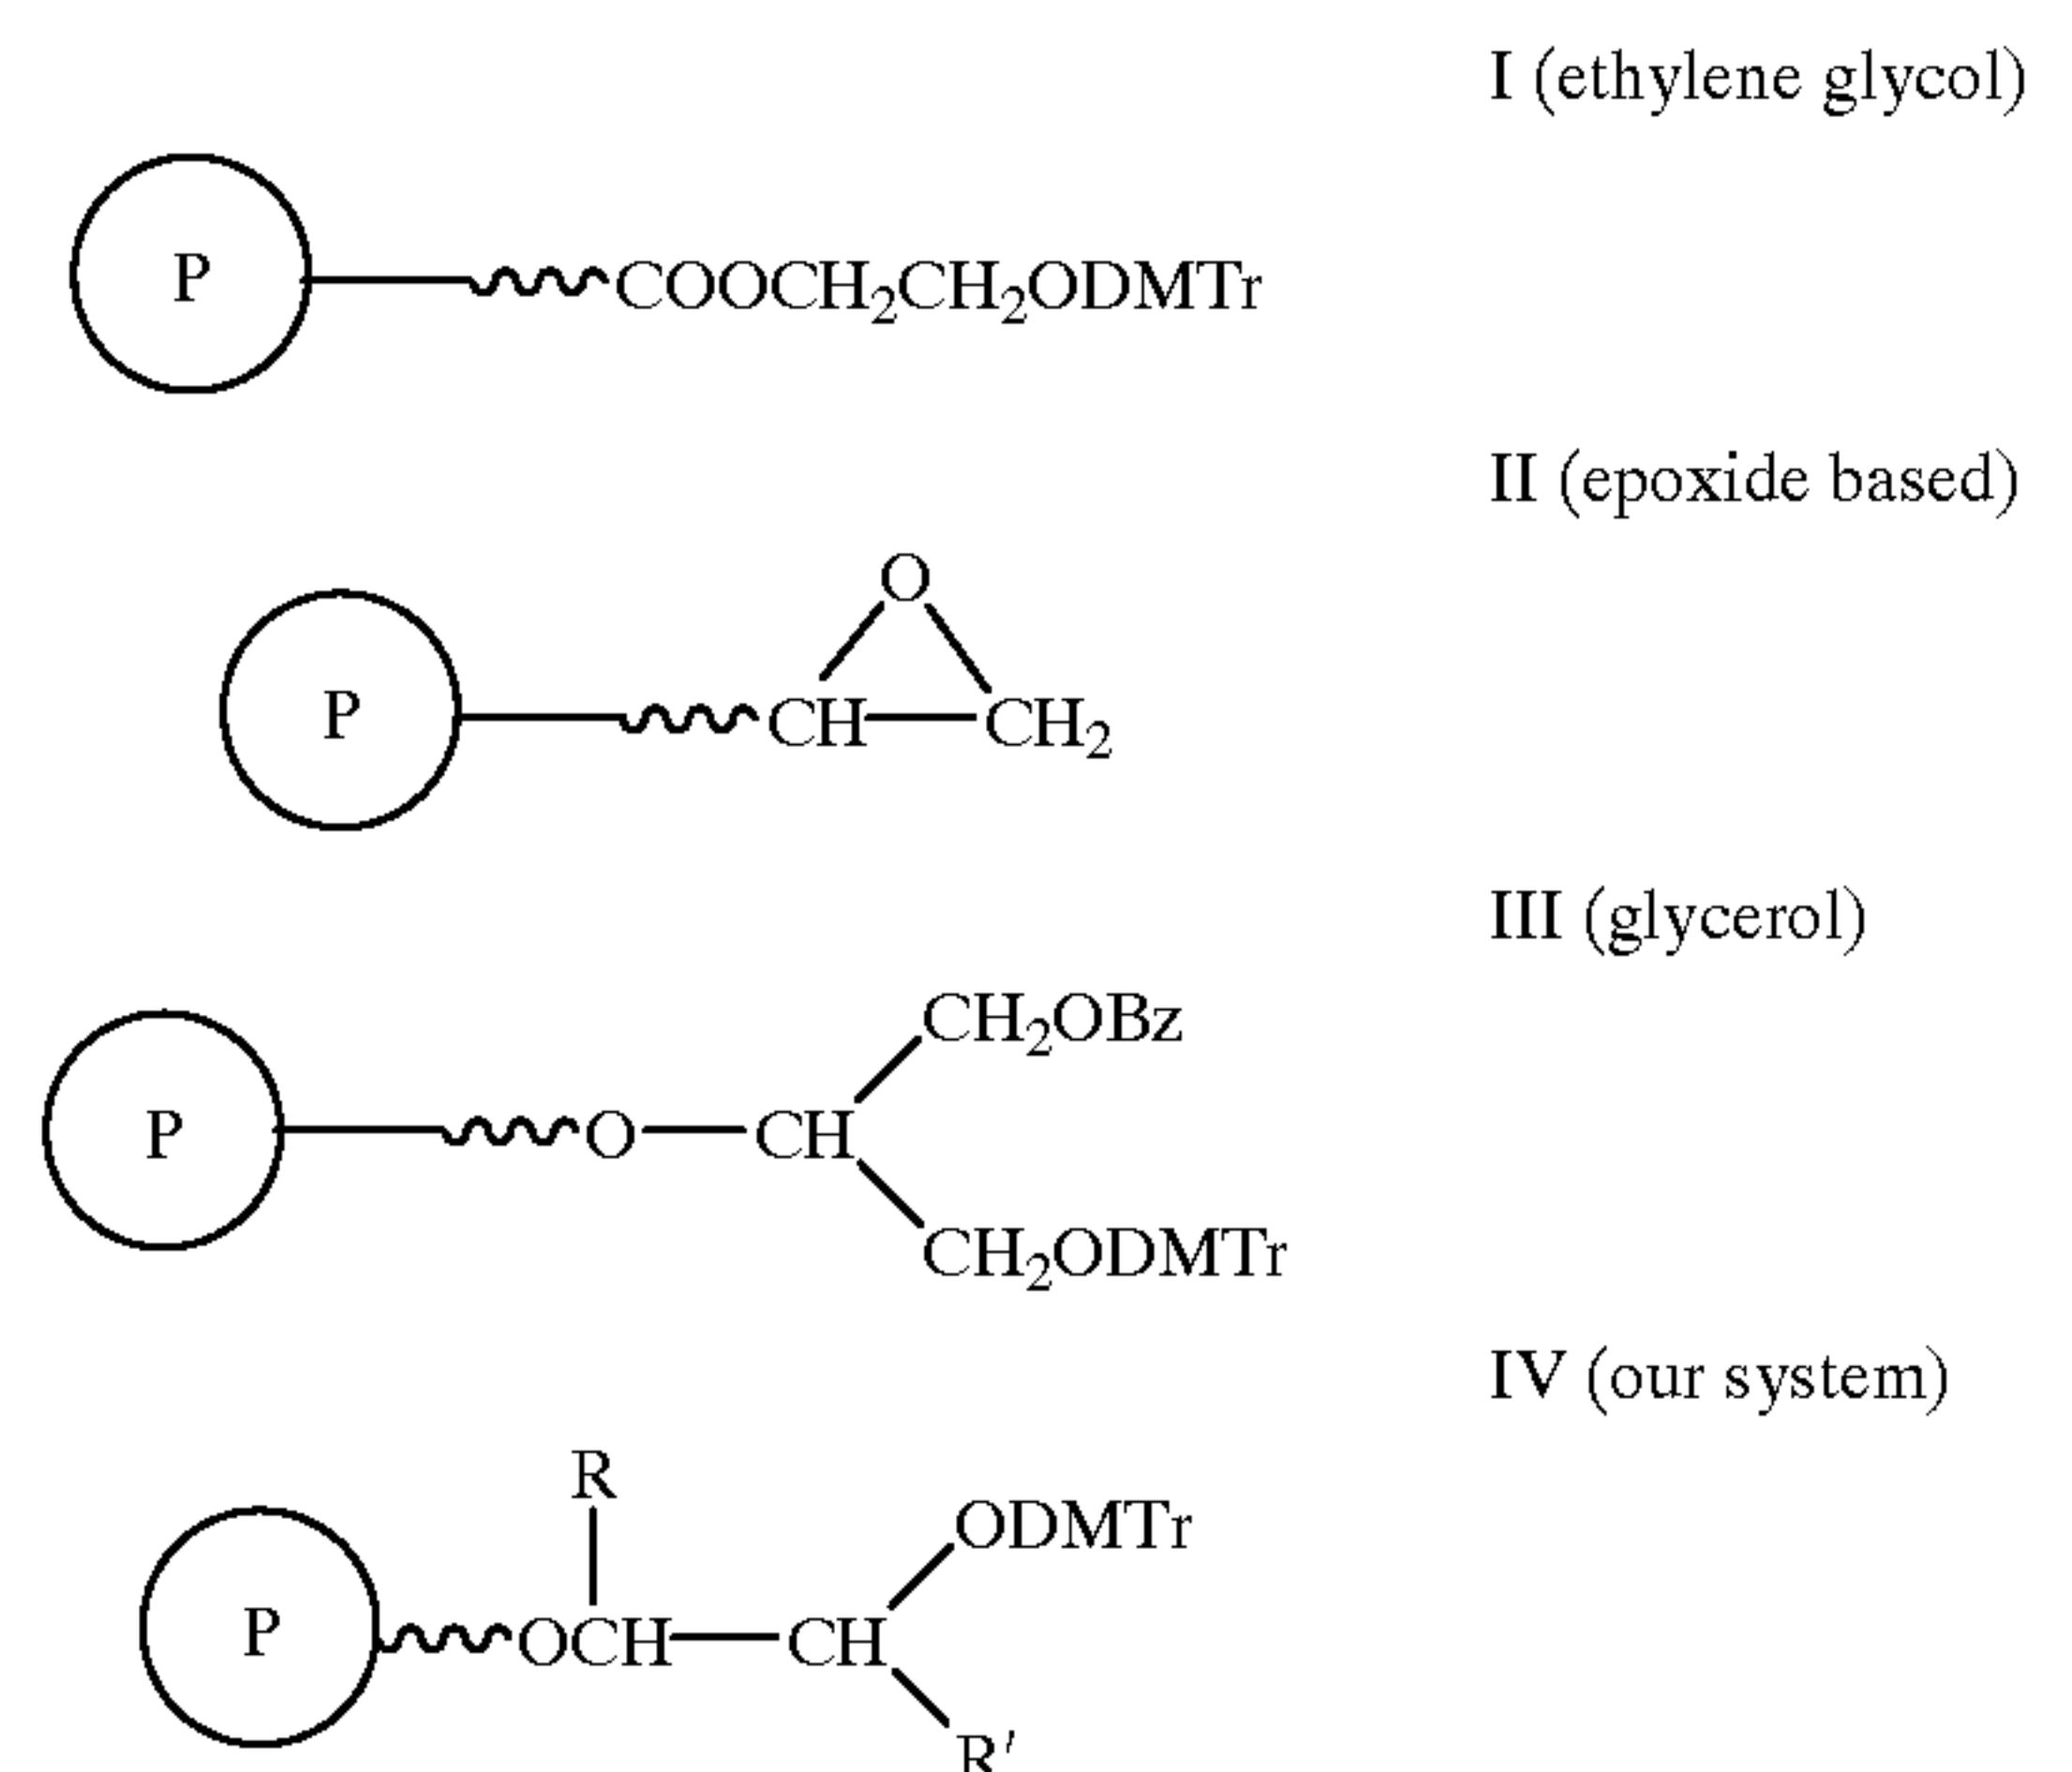 I (ethylene glycol)
P COOCH₂CH₂ODMTr
II (epoxide based)
O
P CH CH₂
III (glycerol)
CH₂OBz
P O CH
CH₂ODMTr
IV (our system)
R
ODMTr
P OCH CH
R′